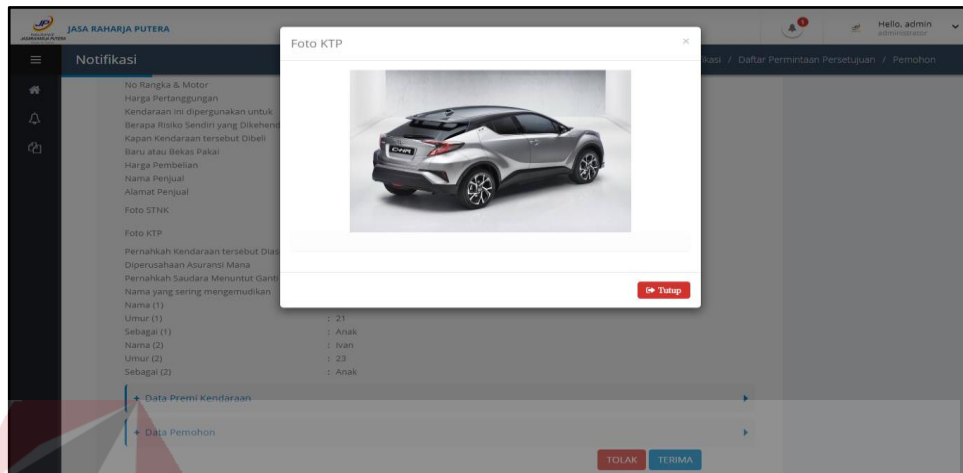 JASA RAHARJA PUTERA
Hello, admin
administrator
1
Notifikasi
ikasi / Daftar Permintaan Persetujuan / Pemohon
Foto KTP
×
C-HR
Tutup
No Rangka & Motor
Harga Pertanggungan
Kendaraan ini dipergunakan untuk
Berapa Risiko Sendiri yang Dikehend
Kapan Kendaraan tersebut Dibeli
Baru atau Bekas Pakai
Harga Pembelian
Nama Penjual
Alamat Penjual
Foto STNK
Foto KTP
Pernahkah Kendaraan tersebut Dias
Diperusahaan Asuransi Mana
Pernahkah Saudara Menuntut Ganti
Nama yang sering mengemudikan
Nama (1)
Umur (1) : 21
Sebagai (1) : Anak
Nama (2) : Ivan
Umur (2) : 23
Sebagai (2) : Anak
+ Data Premi Kendaraan
+ Data Pemohon
TOLAK TERIMA